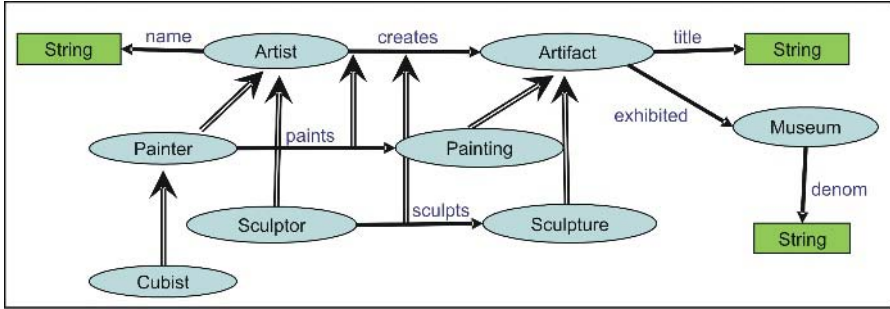 name
creates
title
String
Artist
Artifact
String
exhibited
Museum
paints
Painter
Painting
denom
sculpts
Sculptor
Sculpture
String
Cubist